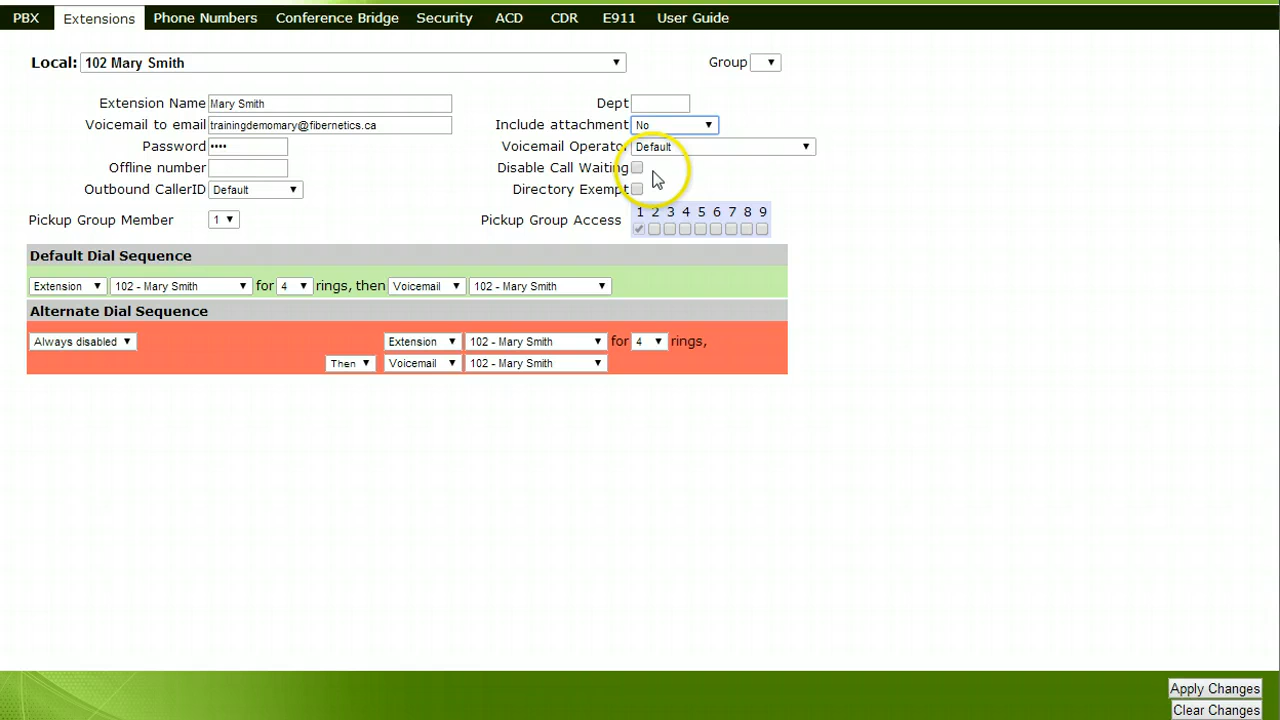 PBX Extensions Phone Numbers Conference Bridge Security ACD CDR E911 User Guide
Local: 102 Mary Smith Group
Extension Name Mary Smith Dept
Voicemail to email trainingdemomary@fibernetics.ca Include attachment No
Password •••• Voicemail Operator Default
Offline number Disable Call Waiting
Outbound CallerID Default Directory Exempt
Pickup Group Member 1 Pickup Group Access 1 2 3 4 5 6 7 8 9
Default Dial Sequence
Extension 102 - Mary Smith for 4 rings, then Voicemail 102 - Mary Smith
Alternate Dial Sequence
Always disabled Extension 102 - Mary Smith for 4 rings,
Then Voicemail 102 - Mary Smith
Apply Changes
Clear Changes